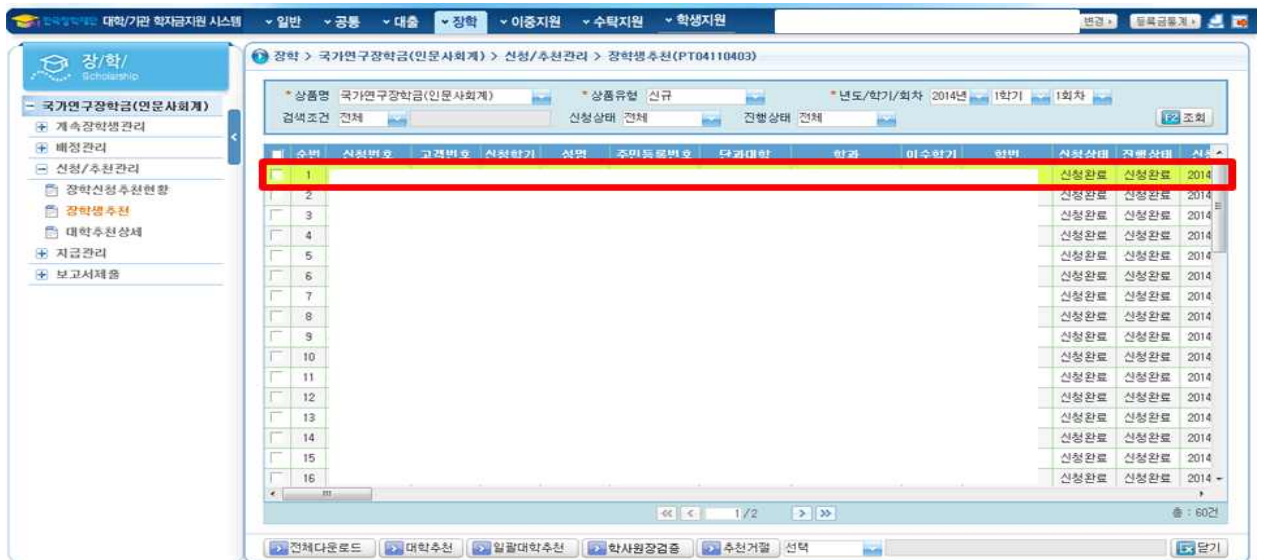 한국장학재단 대학/기관 학자금지원 시스템 일반 공통 대출 장학 이중지원 수탁지원 학생지원 변경 등록금통계
장/학/
Scholarship
국가연구장학금(인문사회계)
계속장학생관리
배정관리
신청/추천관리
장학신청추천현황
장학생추천
대학추천상세
지급관리
보고서제출
장학 > 국가연구장학금(인문사회계) > 신청/추천관리 > 장학생추천(PT04110403)
*상품명 국가연구장학금(인문사회계) *상품유형 신규 *년도/학기/회차 2014년 1학기 1회차
검색조건 전체 신청상태 전체 진행상태 전체 F2 조회
순번 신청번호 고객번호 신청학기 성명 주민등록번호 단과대학 학과 이수학기 학번 신청상태 진행상태
1 신청완료 신청완료 2014
2 신청완료 신청완료 2014
3 신청완료 신청완료 2014
4 신청완료 신청완료 2014
5 신청완료 신청완료 2014
6 신청완료 신청완료 2014
7 신청완료 신청완료 2014
8 신청완료 신청완료 2014
9 신청완료 신청완료 2014
10 신청완료 신청완료 2014
11 신청완료 신청완료 2014
12 신청완료 신청완료 2014
13 신청완료 신청완료 2014
14 신청완료 신청완료 2014
15 신청완료 신청완료 2014
16 신청완료 신청완료 2014
1/2 총 : 60건
전체다운로드 대학추천 일괄대학추천 학사원장검증 추천거절 선택 닫기